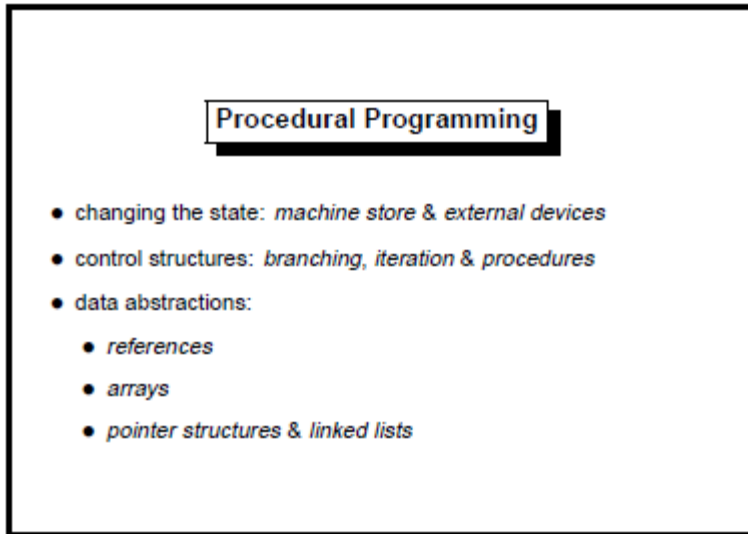 Procedural Programming
• changing the state: machine store & external devices
• control structures: branching, iteration & procedures
• data abstractions:
• references
• arrays
• pointer structures & linked lists